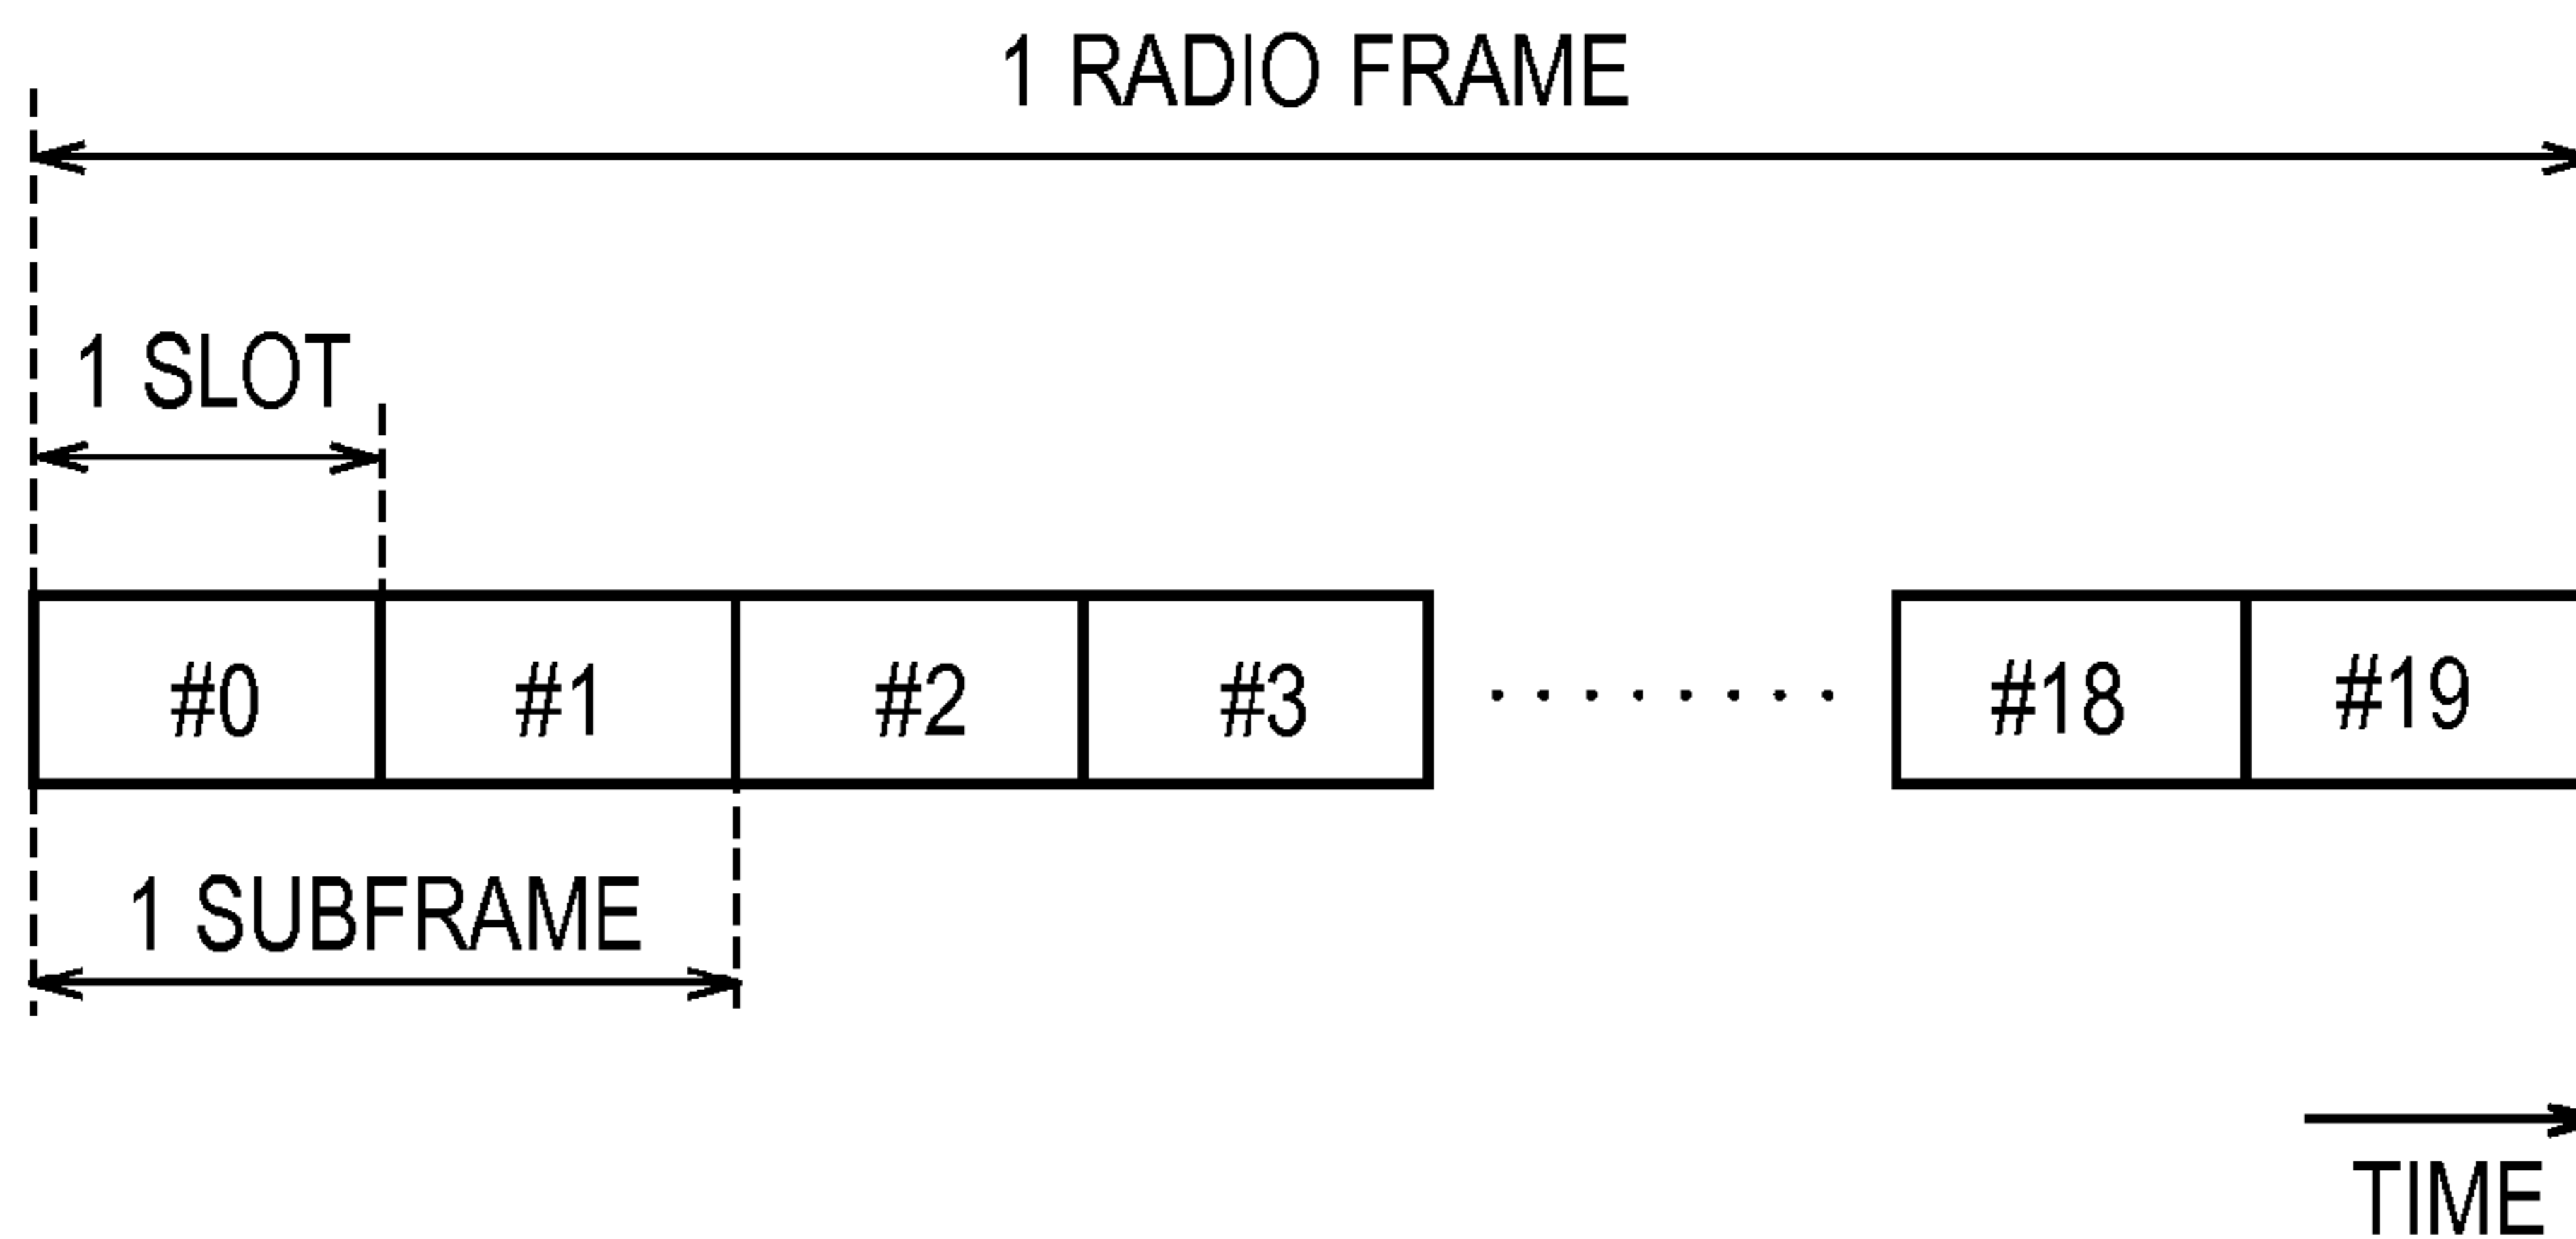 1 RADIO FRAME
1 SLOT
#0 #1 #2 #3 ........ #18 #19
1 SUBFRAME
TIME